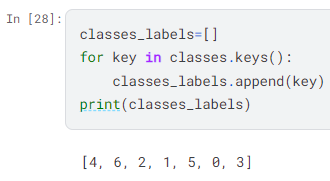 In [28]:
classes_labels=[]
for key in classes.keys():
    classes_labels.append(key)
print(classes_labels)
[4, 6, 2, 1, 5, 0, 3]